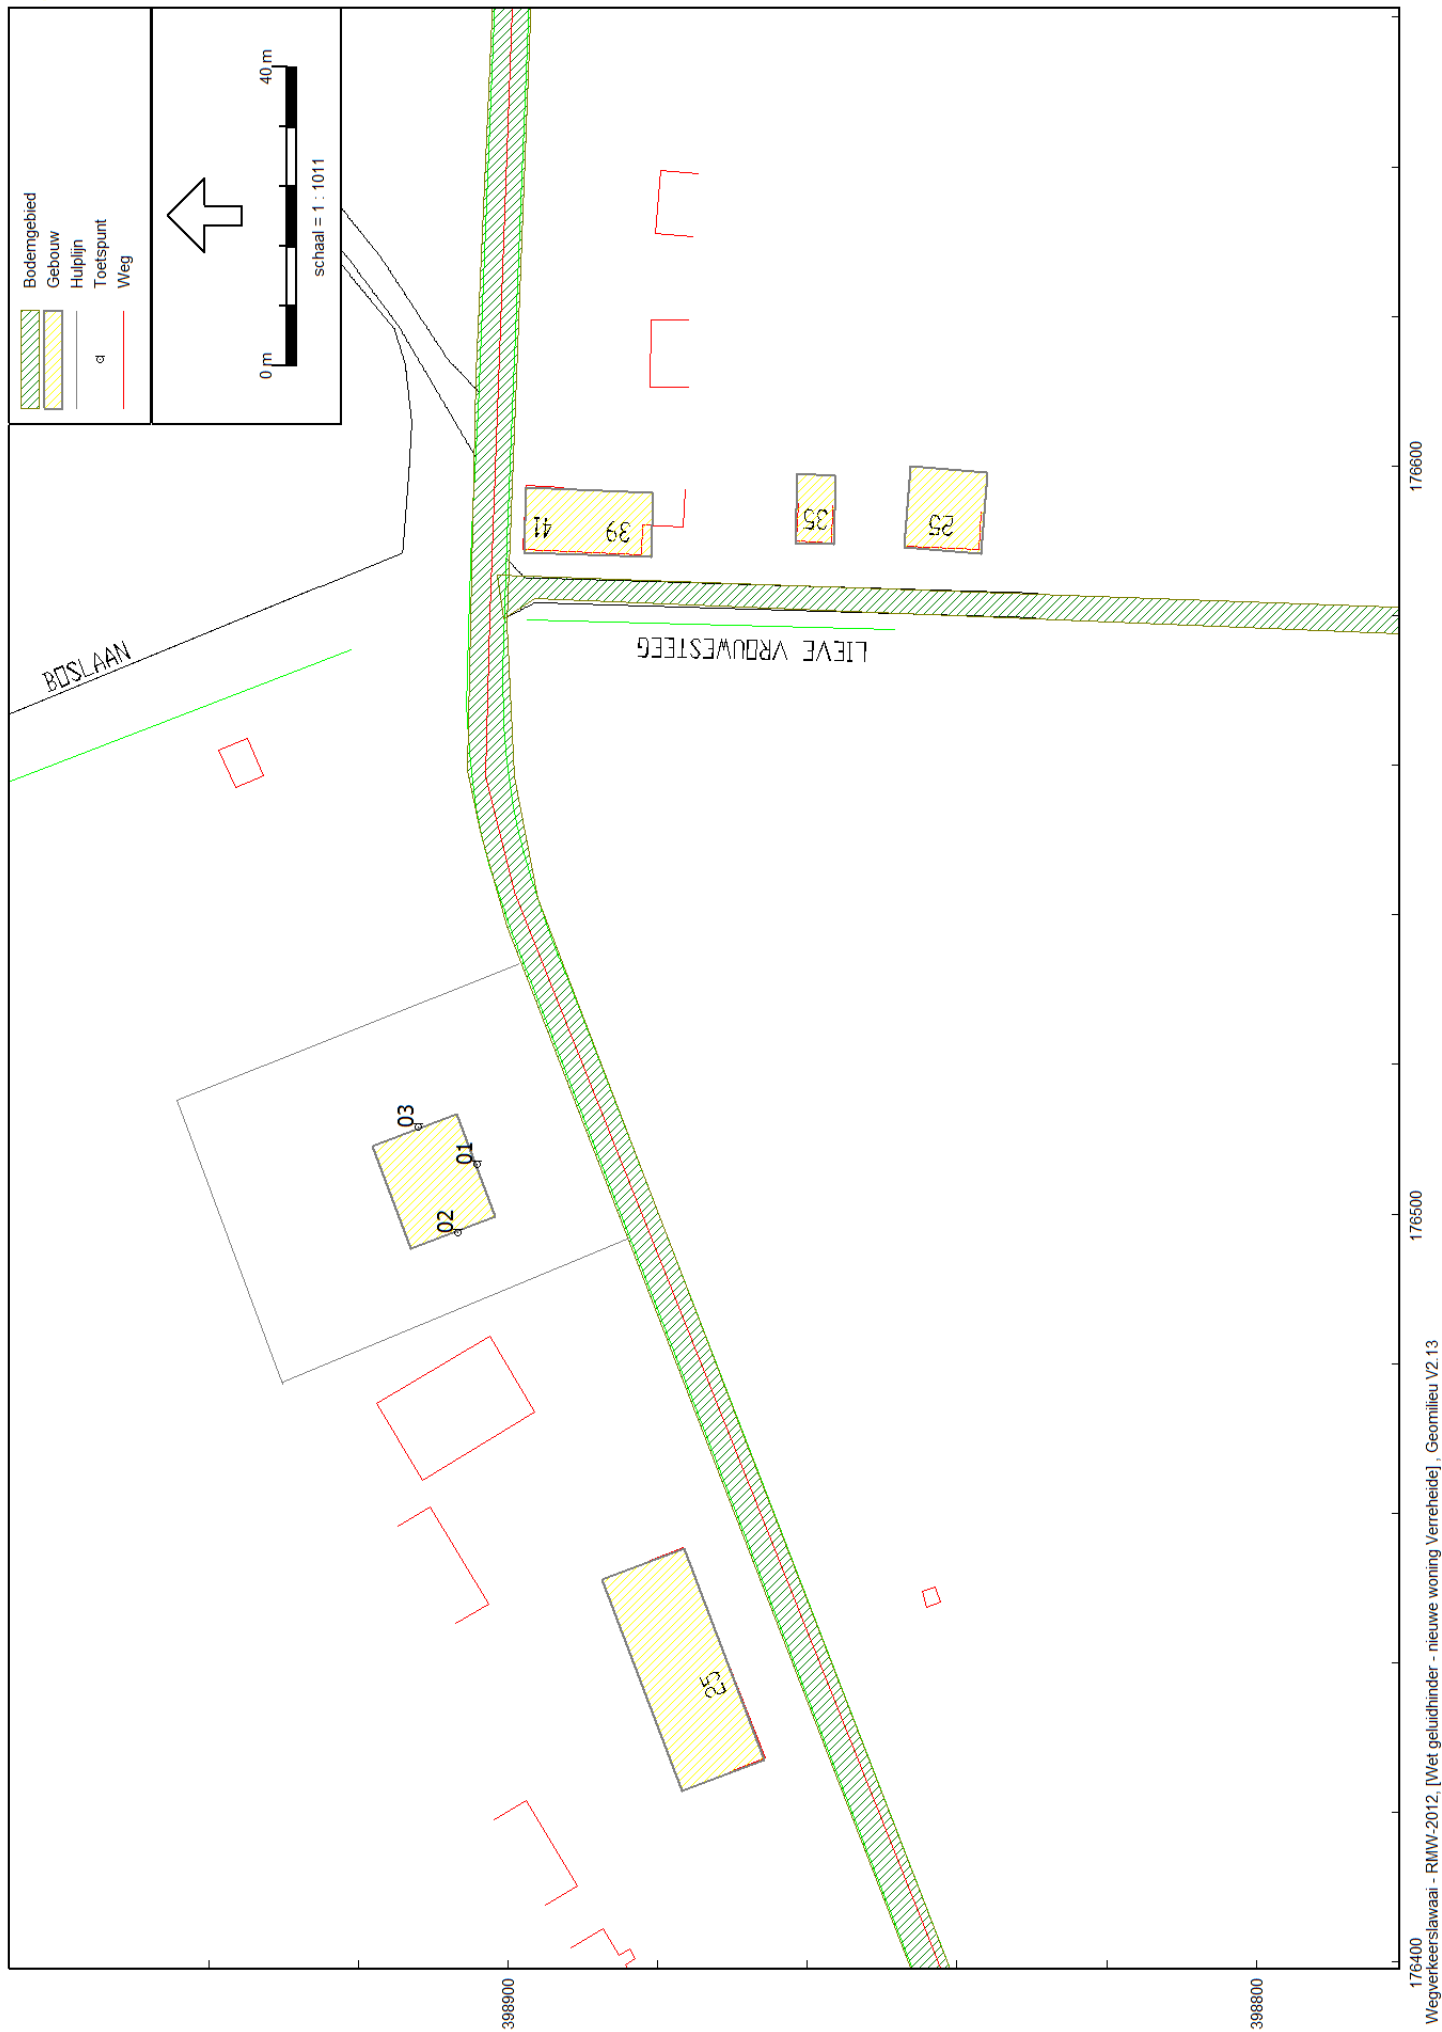 Bodemgebied
Gebouw
Hulplijn
Toetspunt
Weg
0 m
40 m
schaal = 1 : 1011
BOSLAAN
41
39
35
25
LIEVE VROUWESTEEG
03
01
02
25
398900
398800
176400
176500
176600
Wegverkeerslawaai - RMW-2012, [Wet geluidhinder - nieuwe woning Verreheide] , Geomilieu V2.13